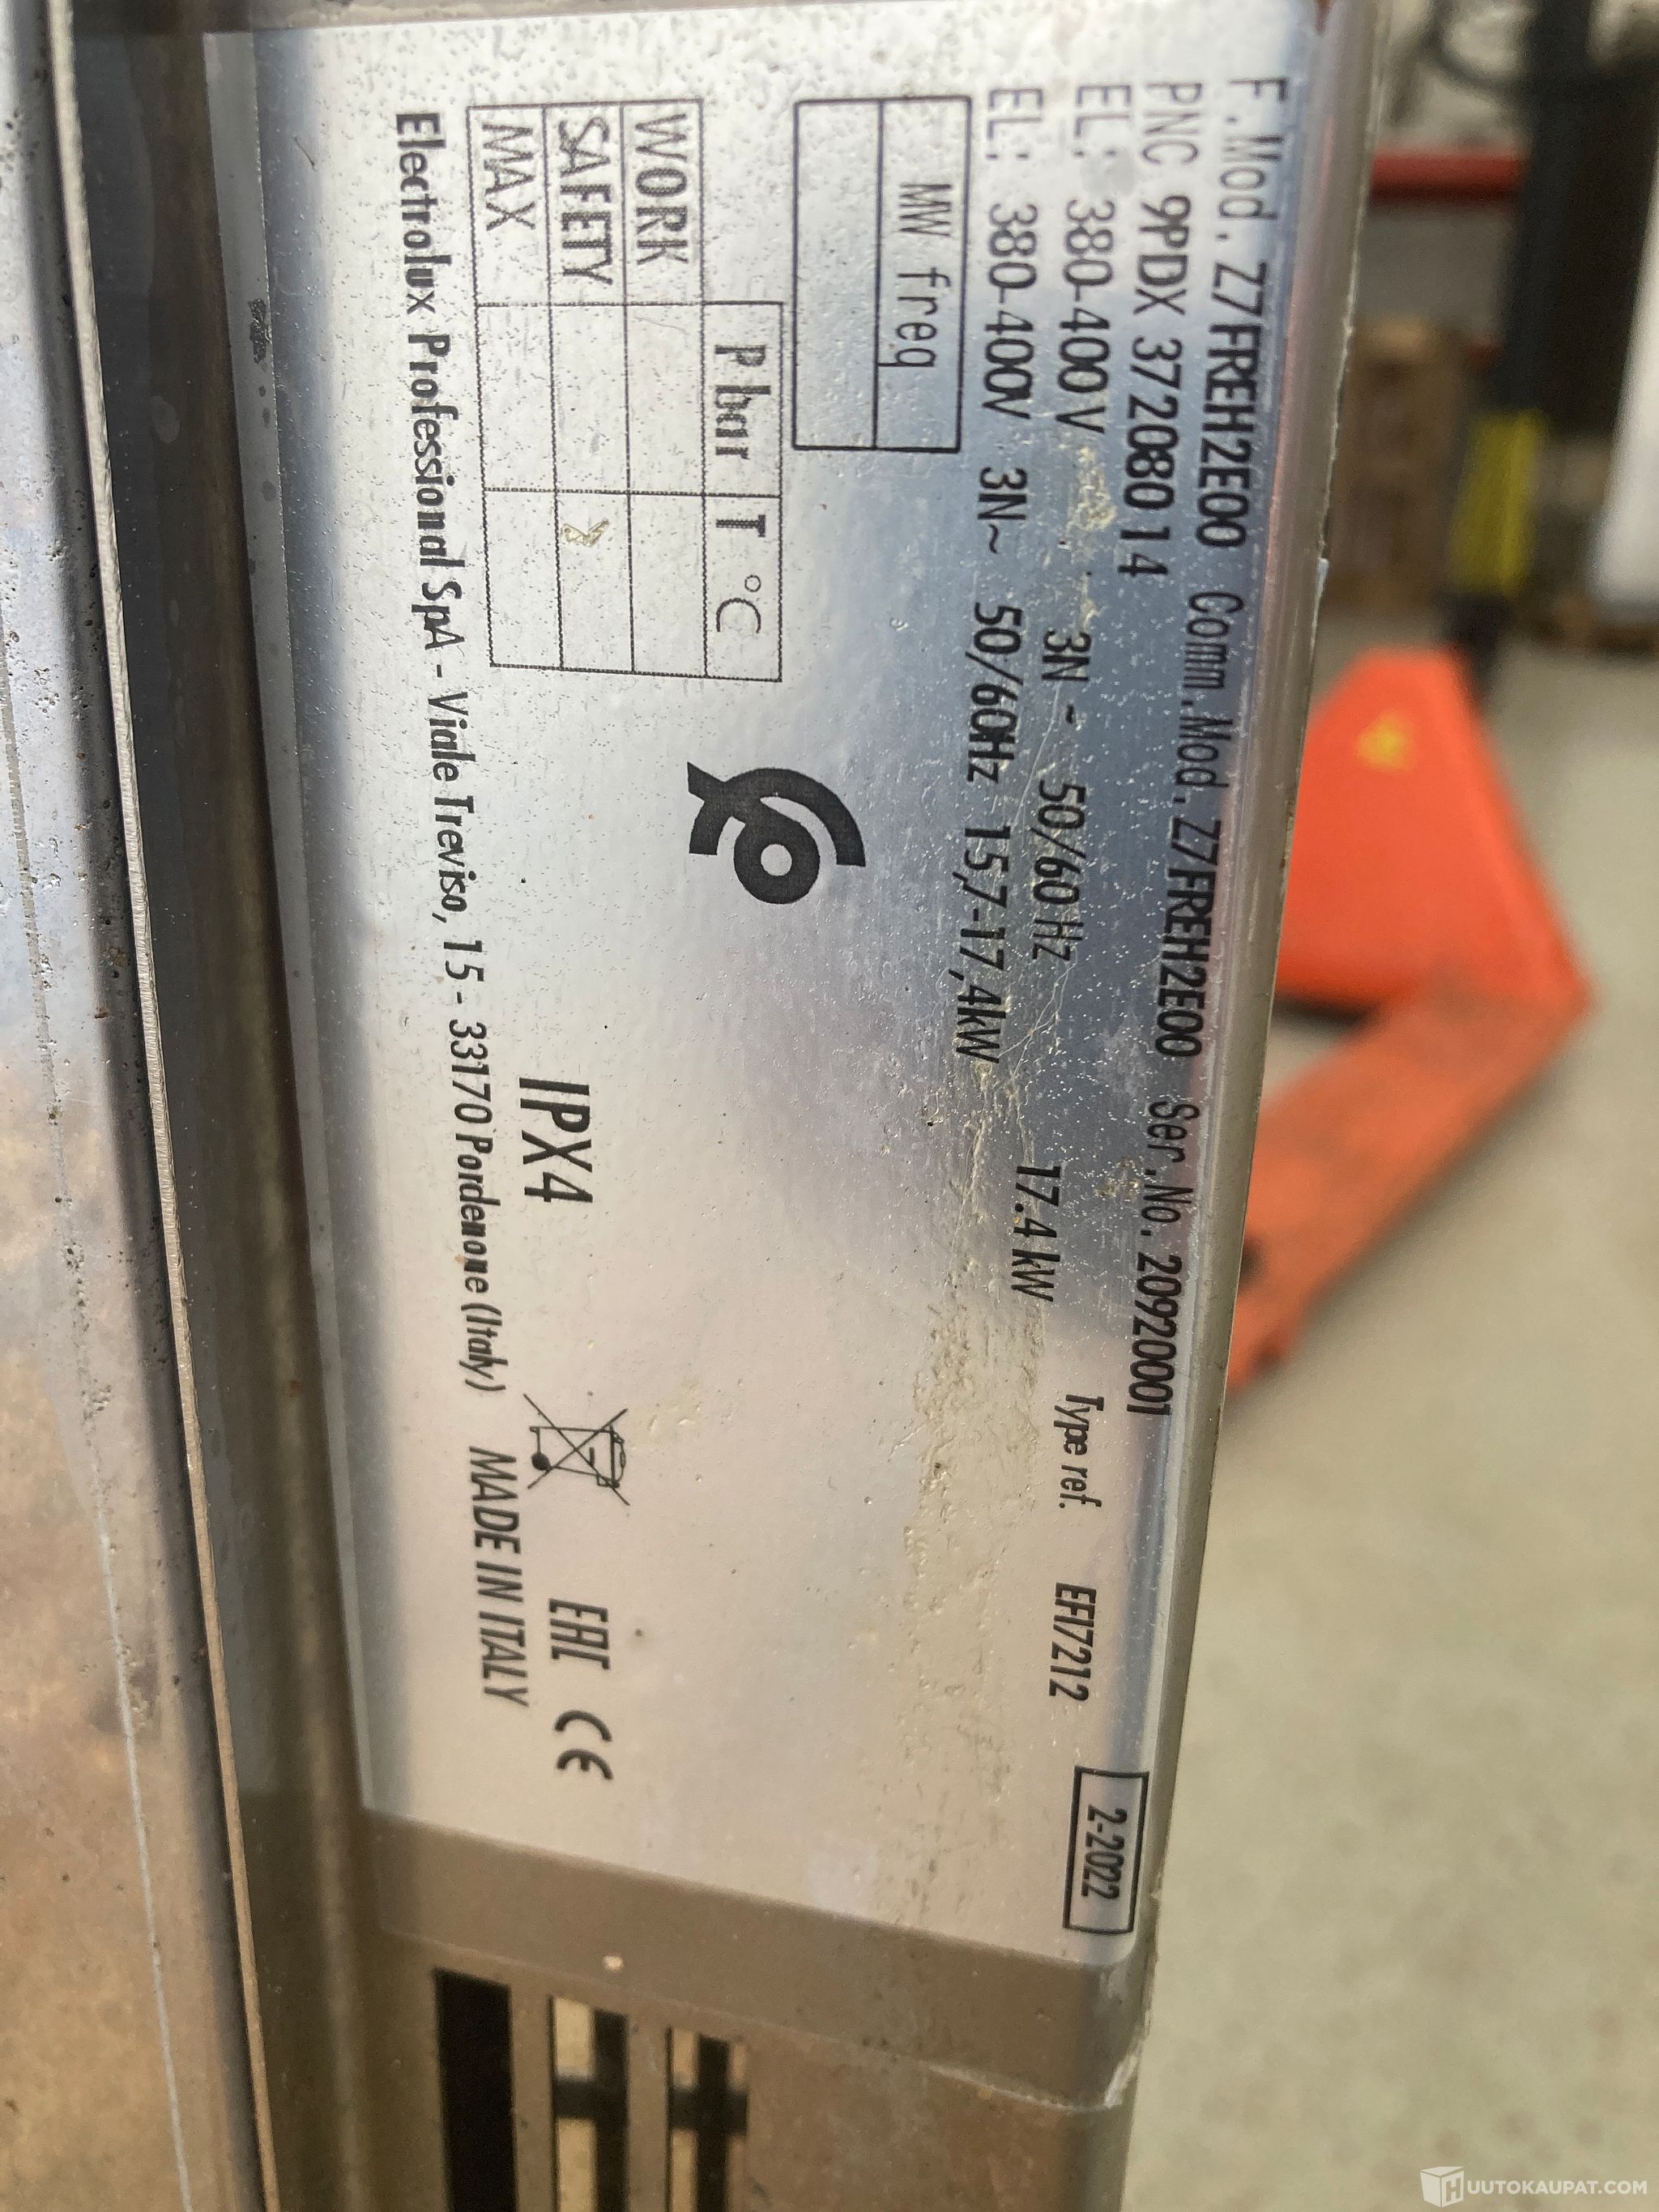 F.Mod. Z7FREH2E00 Comm.Mod. Z7FREH2E00 Ser.No. 20920001
PNC 9PDX 372080 14
EL: 380-400 V 3N ~ 50/60 Hz 17.4 kW Type ref. EFI7212 2-2022
EL: 380-400V 3N~ 50/60Hz 15,7-17,4kW
MW freq
P bar T °C
WORK
SAFETY
MAX
IPX4 EAC CE
Electrolux Professional SpA - Viale Treviso, 15 - 33170 Pordenone (Italy) MADE IN ITALY
HUUTOKAUPAT.COM